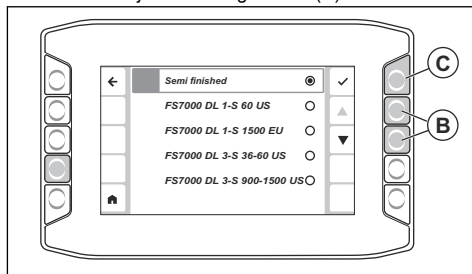 C
Semi finished
FS7000 DL 1-S 60 US
B
FS7000 DL 1-S 1500 EU
FS7000 DL 3-S 36-60 US
FS7000 DL 3-S 900-1500 US